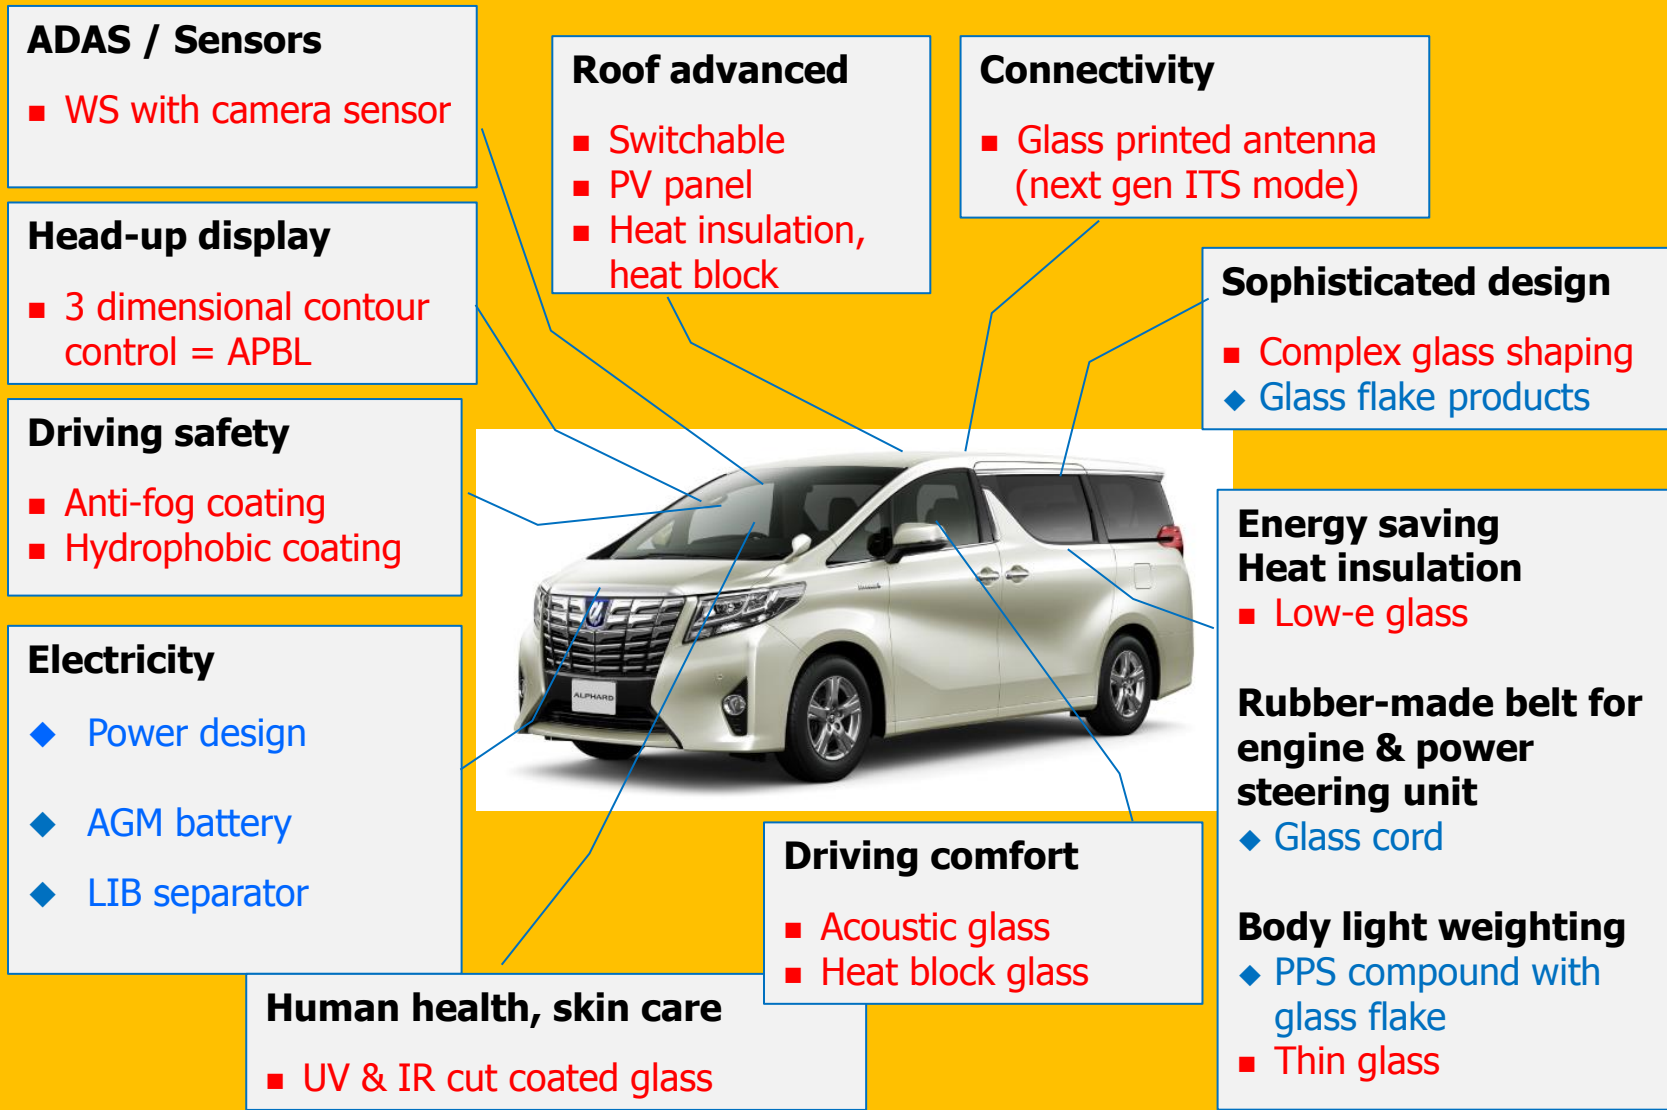 ADAS / Sensors
■ WS with camera sensor
Head-up display
■ 3 dimensional contour
control = APBL
Driving safety
■ Anti-fog coating
■ Hydrophobic coating
Electricity
◆ Power design
◆ AGM battery
◆ LIB separator
Roof advanced
■ Switchable
■ PV panel
■ Heat insulation,
heat block
Connectivity
■ Glass printed antenna
(next gen ITS mode)
Sophisticated design
■ Complex glass shaping
◆ Glass flake products
ALPHARD
Energy saving
Heat insulation
■ Low-e glass
Rubber-made belt for
engine & power
steering unit
◆ Glass cord
Body light weighting
◆ PPS compound with
glass flake
■ Thin glass
Driving comfort
■ Acoustic glass
■ Heat block glass
Human health, skin care
■ UV & IR cut coated glass